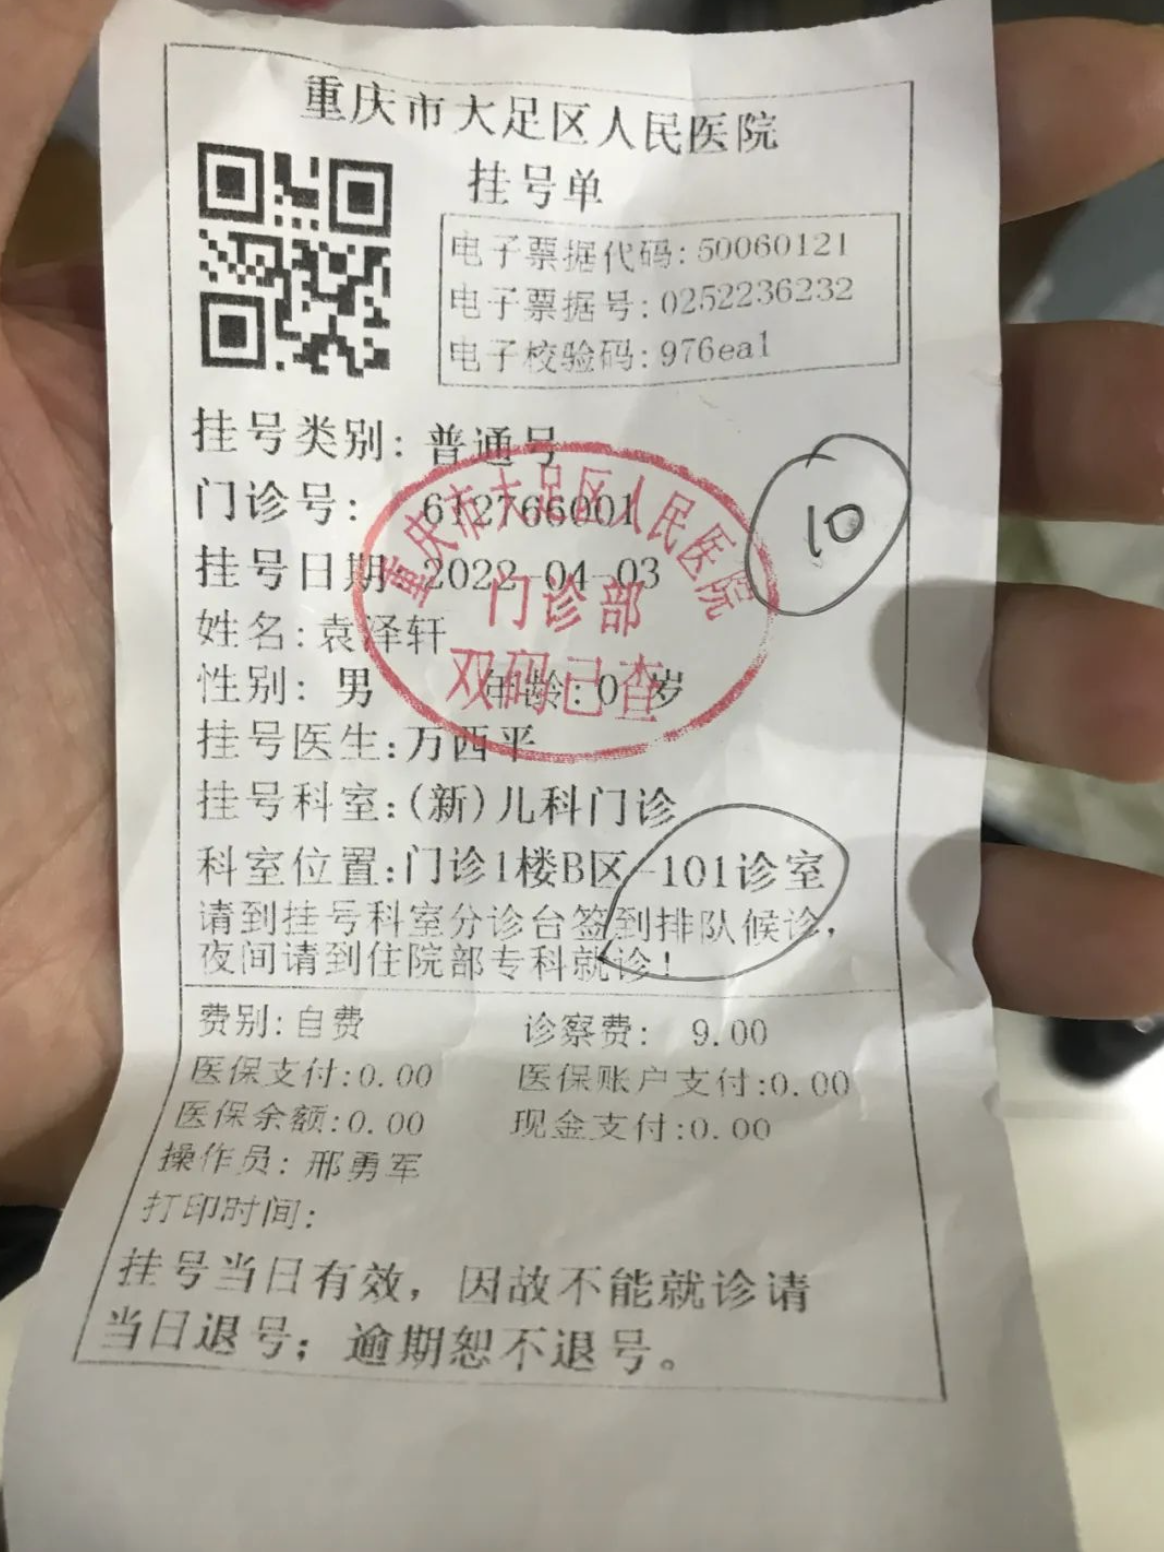 重庆市大足区人民医院
挂号单
电子票据代码:50060121
电子票据号:0252236232
电子校验码:976ea1
挂号类别:普通号
门诊号: 612766001
挂号日期:2022-04-03
姓名:袁泽轩
性别: 男 年龄:0 岁
挂号医生:万西平
挂号科室:(新)儿科门诊
科室位置:门诊1楼B区-101诊室
请到挂号科室分诊台签到排队候诊,
夜间请到住院部专科就诊!
费别:自费 诊察费: 9.00
医保支付:0.00 医保账户支付:0.00
医保余额:0.00 现金支付:0.00
操作员: 邢勇军
打印时间:
挂号当日有效, 因故不能就诊请
当日退号; 逾期恕不退号。
重庆市大足区人民医院
门诊部
双码已查
10